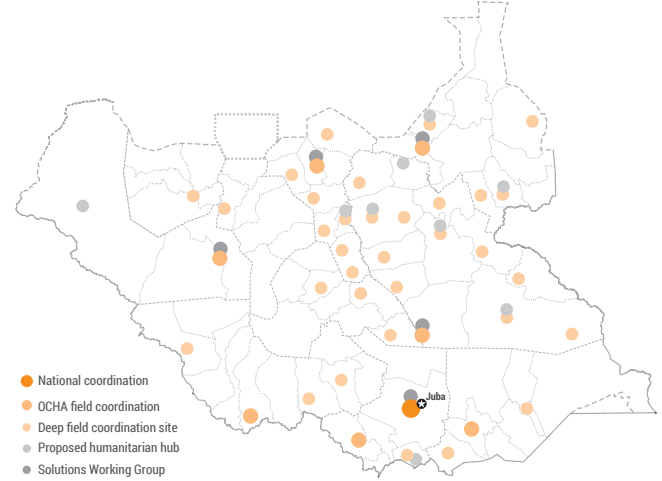 Juba
National coordination
OCHA field coordination
Deep field coordination site
Proposed humanitarian hub
Solutions Working Group